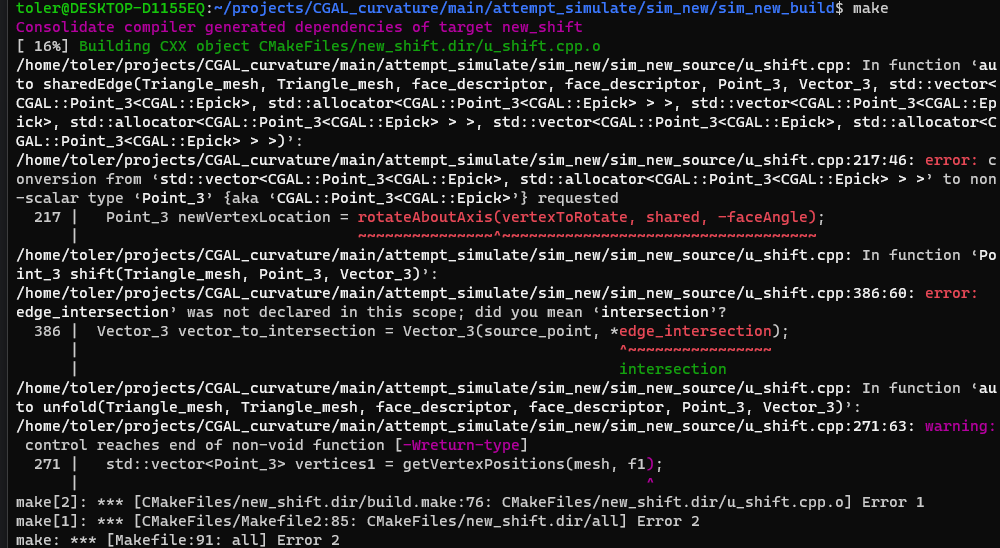 toler@DESKTOP-D1155EQ:~/projects/CGAL_curvature/main/attempt_simulate/sim_new/sim_new_build$ make
Consolidate compiler generated dependencies of target new_shift
[ 16%] Building CXX object CMakeFiles/new_shift.dir/u_shift.cpp.o
/home/toler/projects/CGAL_curvature/main/attempt_simulate/sim_new/sim_new_source/u_shift.cpp: In function ‘au
to sharedEdge(Triangle_mesh, Triangle_mesh, face_descriptor, face_descriptor, Point_3, Vector_3, std::vector<
CGAL::Point_3<CGAL::Epick>, std::allocator<CGAL::Point_3<CGAL::Epick> > >, std::vector<CGAL::Point_3<CGAL::Ep
ick>, std::allocator<CGAL::Point_3<CGAL::Epick> > >, std::vector<CGAL::Point_3<CGAL::Epick>, std::allocator<C
GAL::Point_3<CGAL::Epick> > >)’:
/home/toler/projects/CGAL_curvature/main/attempt_simulate/sim_new/sim_new_source/u_shift.cpp:217:46: error: c
onversion from ‘std::vector<CGAL::Point_3<CGAL::Epick>, std::allocator<CGAL::Point_3<CGAL::Epick> > >’ to non
-scalar type ‘Point_3’ {aka ‘CGAL::Point_3<CGAL::Epick>’} requested
  217 |   Point_3 newVertexLocation = rotateAboutAxis(vertexToRotate, shared, -faceAngle);
      |                               ~~~~~~~~~~~~~~~^~~~~~~~~~~~~~~~~~~~~~~~~~~~~~~~~~~~
/home/toler/projects/CGAL_curvature/main/attempt_simulate/sim_new/sim_new_source/u_shift.cpp: In function ‘Po
int_3 shift(Triangle_mesh, Point_3, Vector_3)’:
/home/toler/projects/CGAL_curvature/main/attempt_simulate/sim_new/sim_new_source/u_shift.cpp:386:60: error:
edge_intersection’ was not declared in this scope; did you mean ‘intersection’?
  386 |  Vector_3 vector_to_intersection = Vector_3(source_point, *edge_intersection);
      |                                                            ^~~~~~~~~~~~~~~~~
      |                                                            intersection
/home/toler/projects/CGAL_curvature/main/attempt_simulate/sim_new/sim_new_source/u_shift.cpp: In function ‘au
to unfold(Triangle_mesh, Triangle_mesh, face_descriptor, face_descriptor, Point_3, Vector_3)’:
/home/toler/projects/CGAL_curvature/main/attempt_simulate/sim_new/sim_new_source/u_shift.cpp:271:63: warning:
 control reaches end of non-void function [-Wreturn-type]
  271 |   std::vector<Point_3> vertices1 = getVertexPositions(mesh, f1);
      |                                                               ^
make[2]: *** [CMakeFiles/new_shift.dir/build.make:76: CMakeFiles/new_shift.dir/u_shift.cpp.o] Error 1
make[1]: *** [CMakeFiles/Makefile2:85: CMakeFiles/new_shift.dir/all] Error 2
make: *** [Makefile:91: all] Error 2